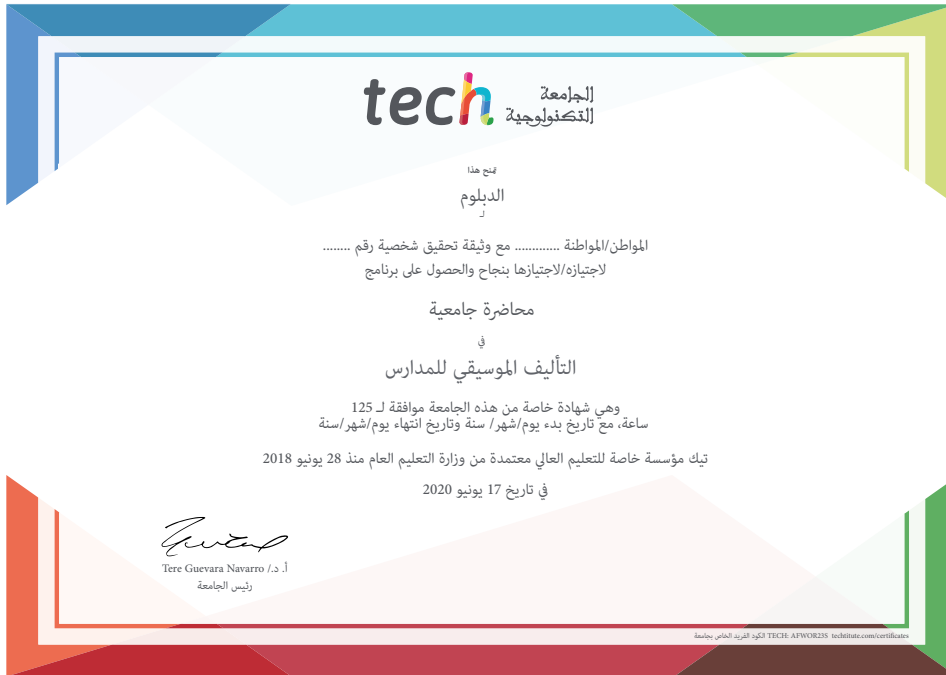 tech الجامعة
التكنولوجية
تمنح هذا
الدبلوم
لـ
المواطن/المواطنة ............ مع وثيقة تحقيق شخصية رقم ........
لاجتيازه/لاجتيازها بنجاح والحصول على برنامج
محاضرة جامعية
في
التأليف الموسيقي للمدارس
وهي شهادة خاصة من هذه الجامعة موافقة لـ 125
ساعة، مع تاريخ بدء يوم/شهر/ سنة وتاريخ انتهاء يوم/شهر/سنة
تيك مؤسسة خاصة للتعليم العالي معتمدة من وزارة التعليم العام منذ 28 يونيو 2018
في تاريخ 17 يونيو 2020
أ. د./ Tere Guevara Navarro
رئيس الجامعة
الكود الفريد الخاص بجامعة TECH: AFWOR23S techtitute.com/certificates